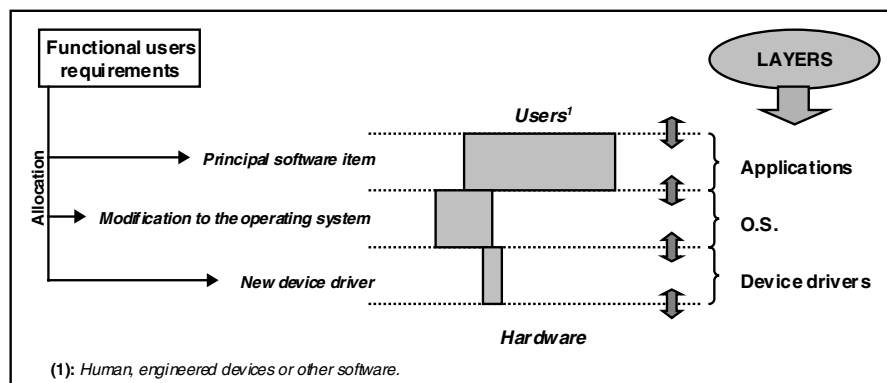 Functional users
requirements
LAYERS
Users1
Allocation
Principal software item
Applications
Modification to the operating system
O.S.
New device driver
Device drivers
Hardware
(1): Human, engineered devices or other software.